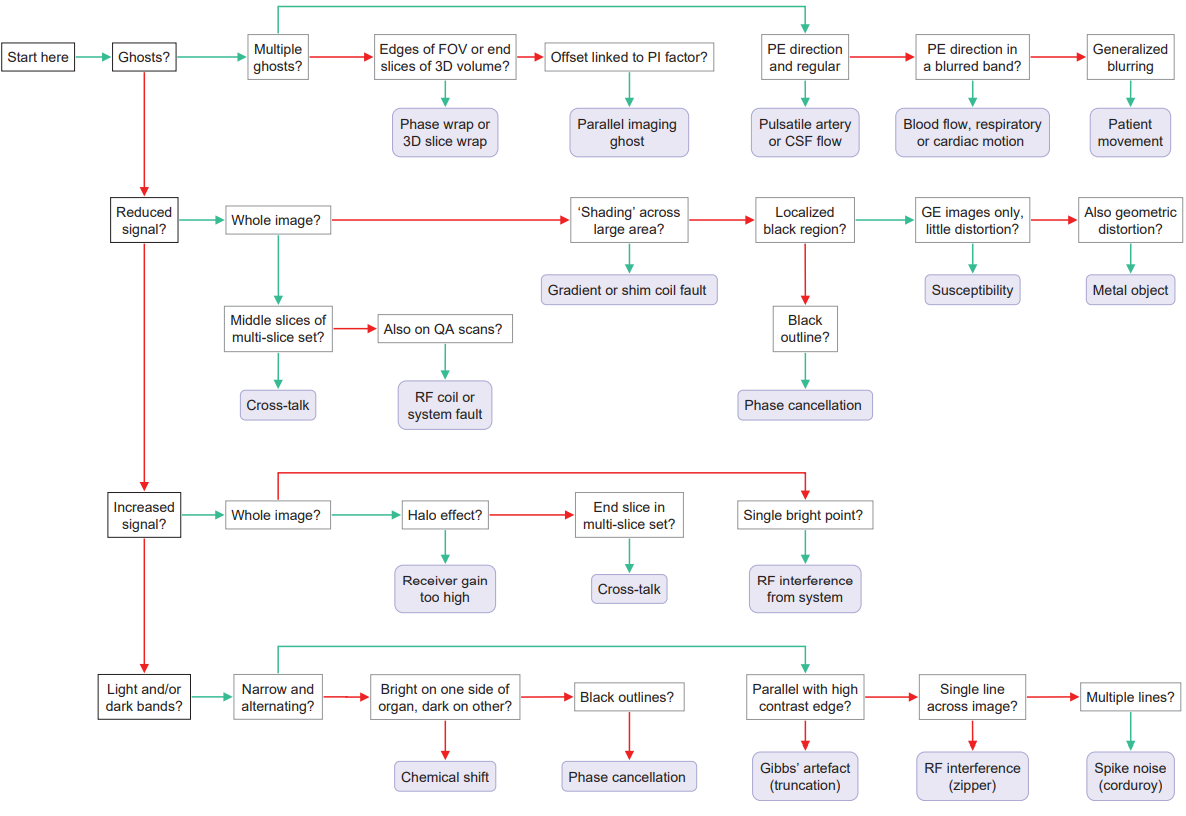 Start here
Ghosts?
Multiple
ghosts?
Edges of FOV or end
slices of 3D volume?
Offset linked to PI factor?
PE direction
and regular
PE direction in
a blurred band?
Generalized
blurring
Phase wrap or
3D slice wrap
Parallel imaging
ghost
Pulsatile artery
or CSF flow
Blood flow, respiratory
or cardiac motion
Patient
movement
Reduced
signal?
Whole image?
‘Shading’ across
large area?
Localized
black region?
GE images only,
little distortion?
Also geometric
distortion?
Gradient or shim coil fault
Susceptibility
Metal object
Middle slices of
multi-slice set?
Also on QA scans?
Black
outline?
Cross-talk
RF coil or
system fault
Phase cancellation
Increased
signal?
Whole image?
Halo effect?
End slice in
multi-slice set?
Single bright point?
Receiver gain
too high
Cross-talk
RF interference
from system
Light and/or
dark bands?
Narrow and
alternating?
Bright on one side of
organ, dark on other?
Black outlines?
Parallel with high
contrast edge?
Single line
across image?
Multiple lines?
Chemical shift
Phase cancellation
Gibbs’ artefact
(truncation)
RF interference
(zipper)
Spike noise
(corduroy)